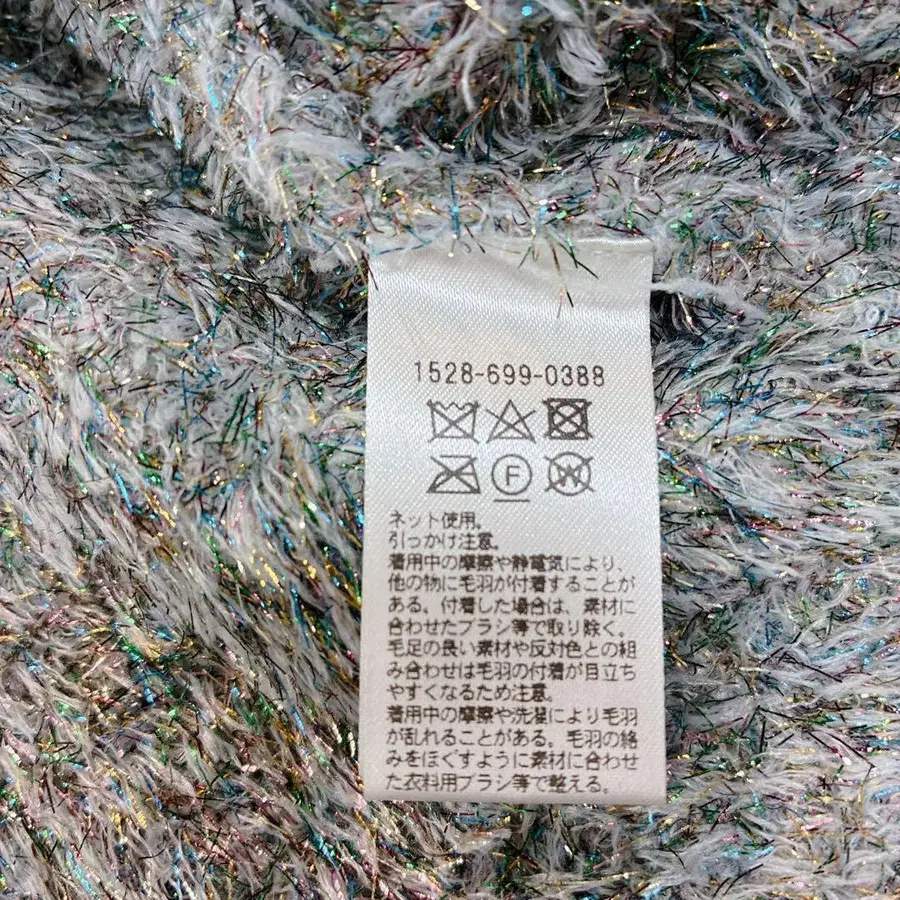 1528-699-0388
F W
ネット使用。
引っかけ注意。
着用中の摩擦や静電気により、
他の物に毛羽が付着することが
ある。付着した場合は、素材に
合わせたブラシ等で取り除く。
毛足の長い素材や反対色との組
み合わせは毛羽の付着が目立ち
やすくなるため注意。
着用中の摩擦や洗濯により毛羽
が乱れることがある。毛羽の絡
みをほぐすように素材に合わせ
た衣料用ブラシ等で整える。